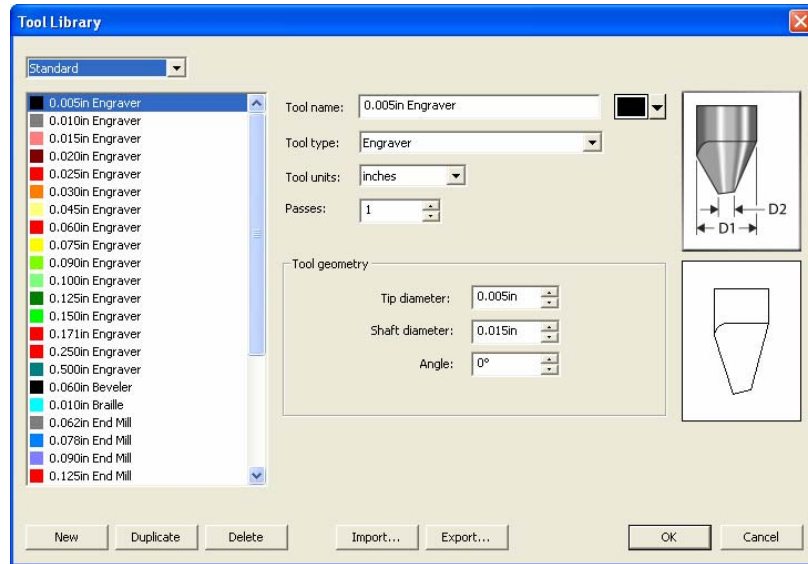 Tool Library
Standard
0.005in Engraver
0.010in Engraver
0.015in Engraver
0.020in Engraver
0.025in Engraver
0.030in Engraver
0.045in Engraver
0.060in Engraver
0.075in Engraver
0.090in Engraver
0.100in Engraver
0.125in Engraver
0.150in Engraver
0.171in Engraver
0.250in Engraver
0.500in Engraver
0.060in Beveler
0.010in Braille
0.062in End Mill
0.078in End Mill
0.090in End Mill
0.125in End Mill
Tool name: 0.005in Engraver
Tool type: Engraver
Tool units: inches
Passes: 1
Tool geometry
Tip diameter: 0.005in
Shaft diameter: 0.015in
Angle: 0°
D2
D1
New Duplicate Delete Import... Export... OK Cancel